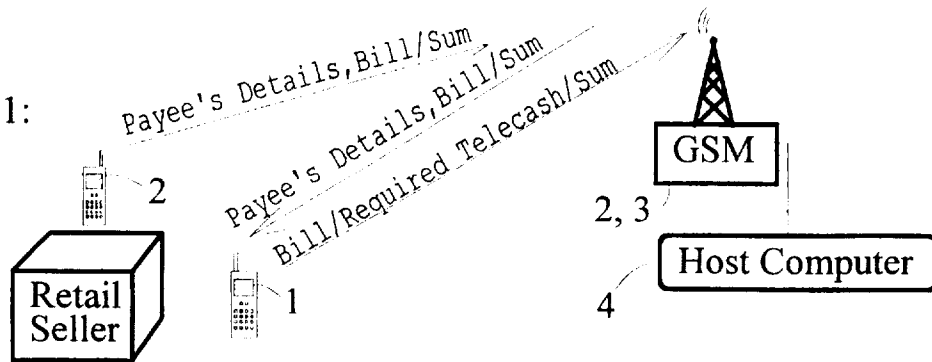 Payee's Details,Bill/Sum
1:
Payee's Details,Bill/Sum
Bill/Required Telecash/Sum
GSM
2
2, 3
Host Computer
4
1
Retail
Seller